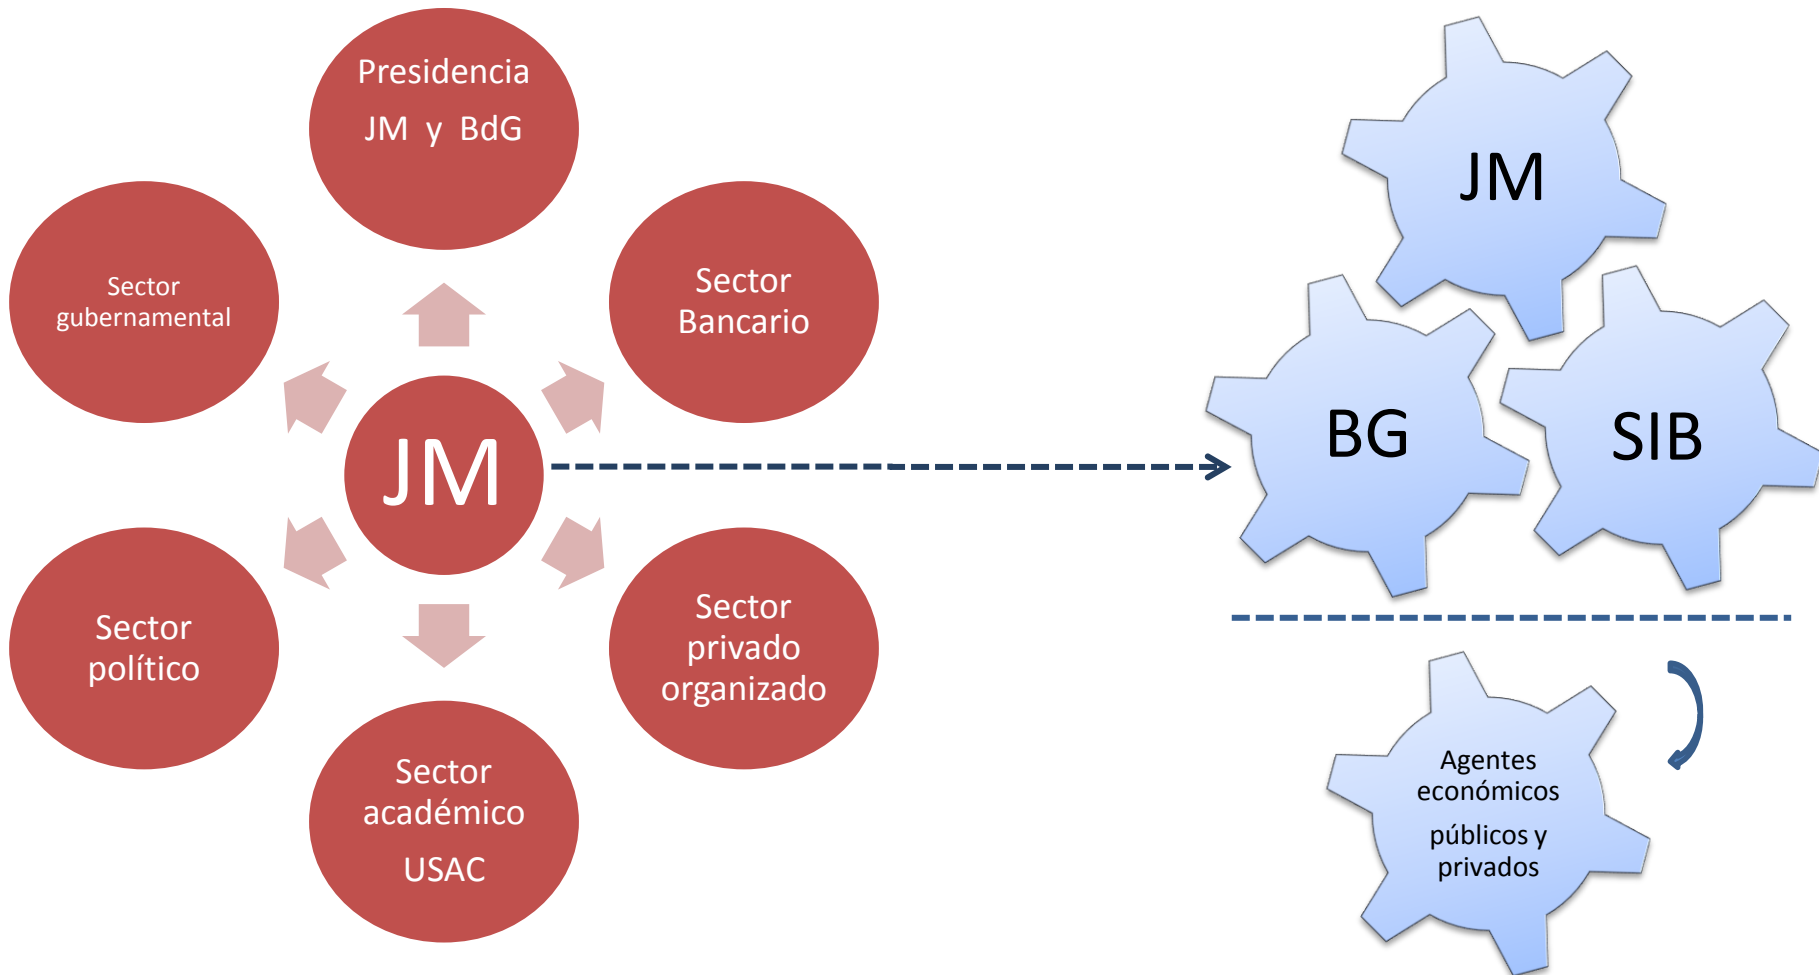 Presidencia
JM y BdG
Sector
Bancario
Sector
privado
organizado
Sector
académico
USAC
Sector
político
Sector
gubernamental
JM
JM
BG
SIB
Agentes
económicos
públicos y
privados